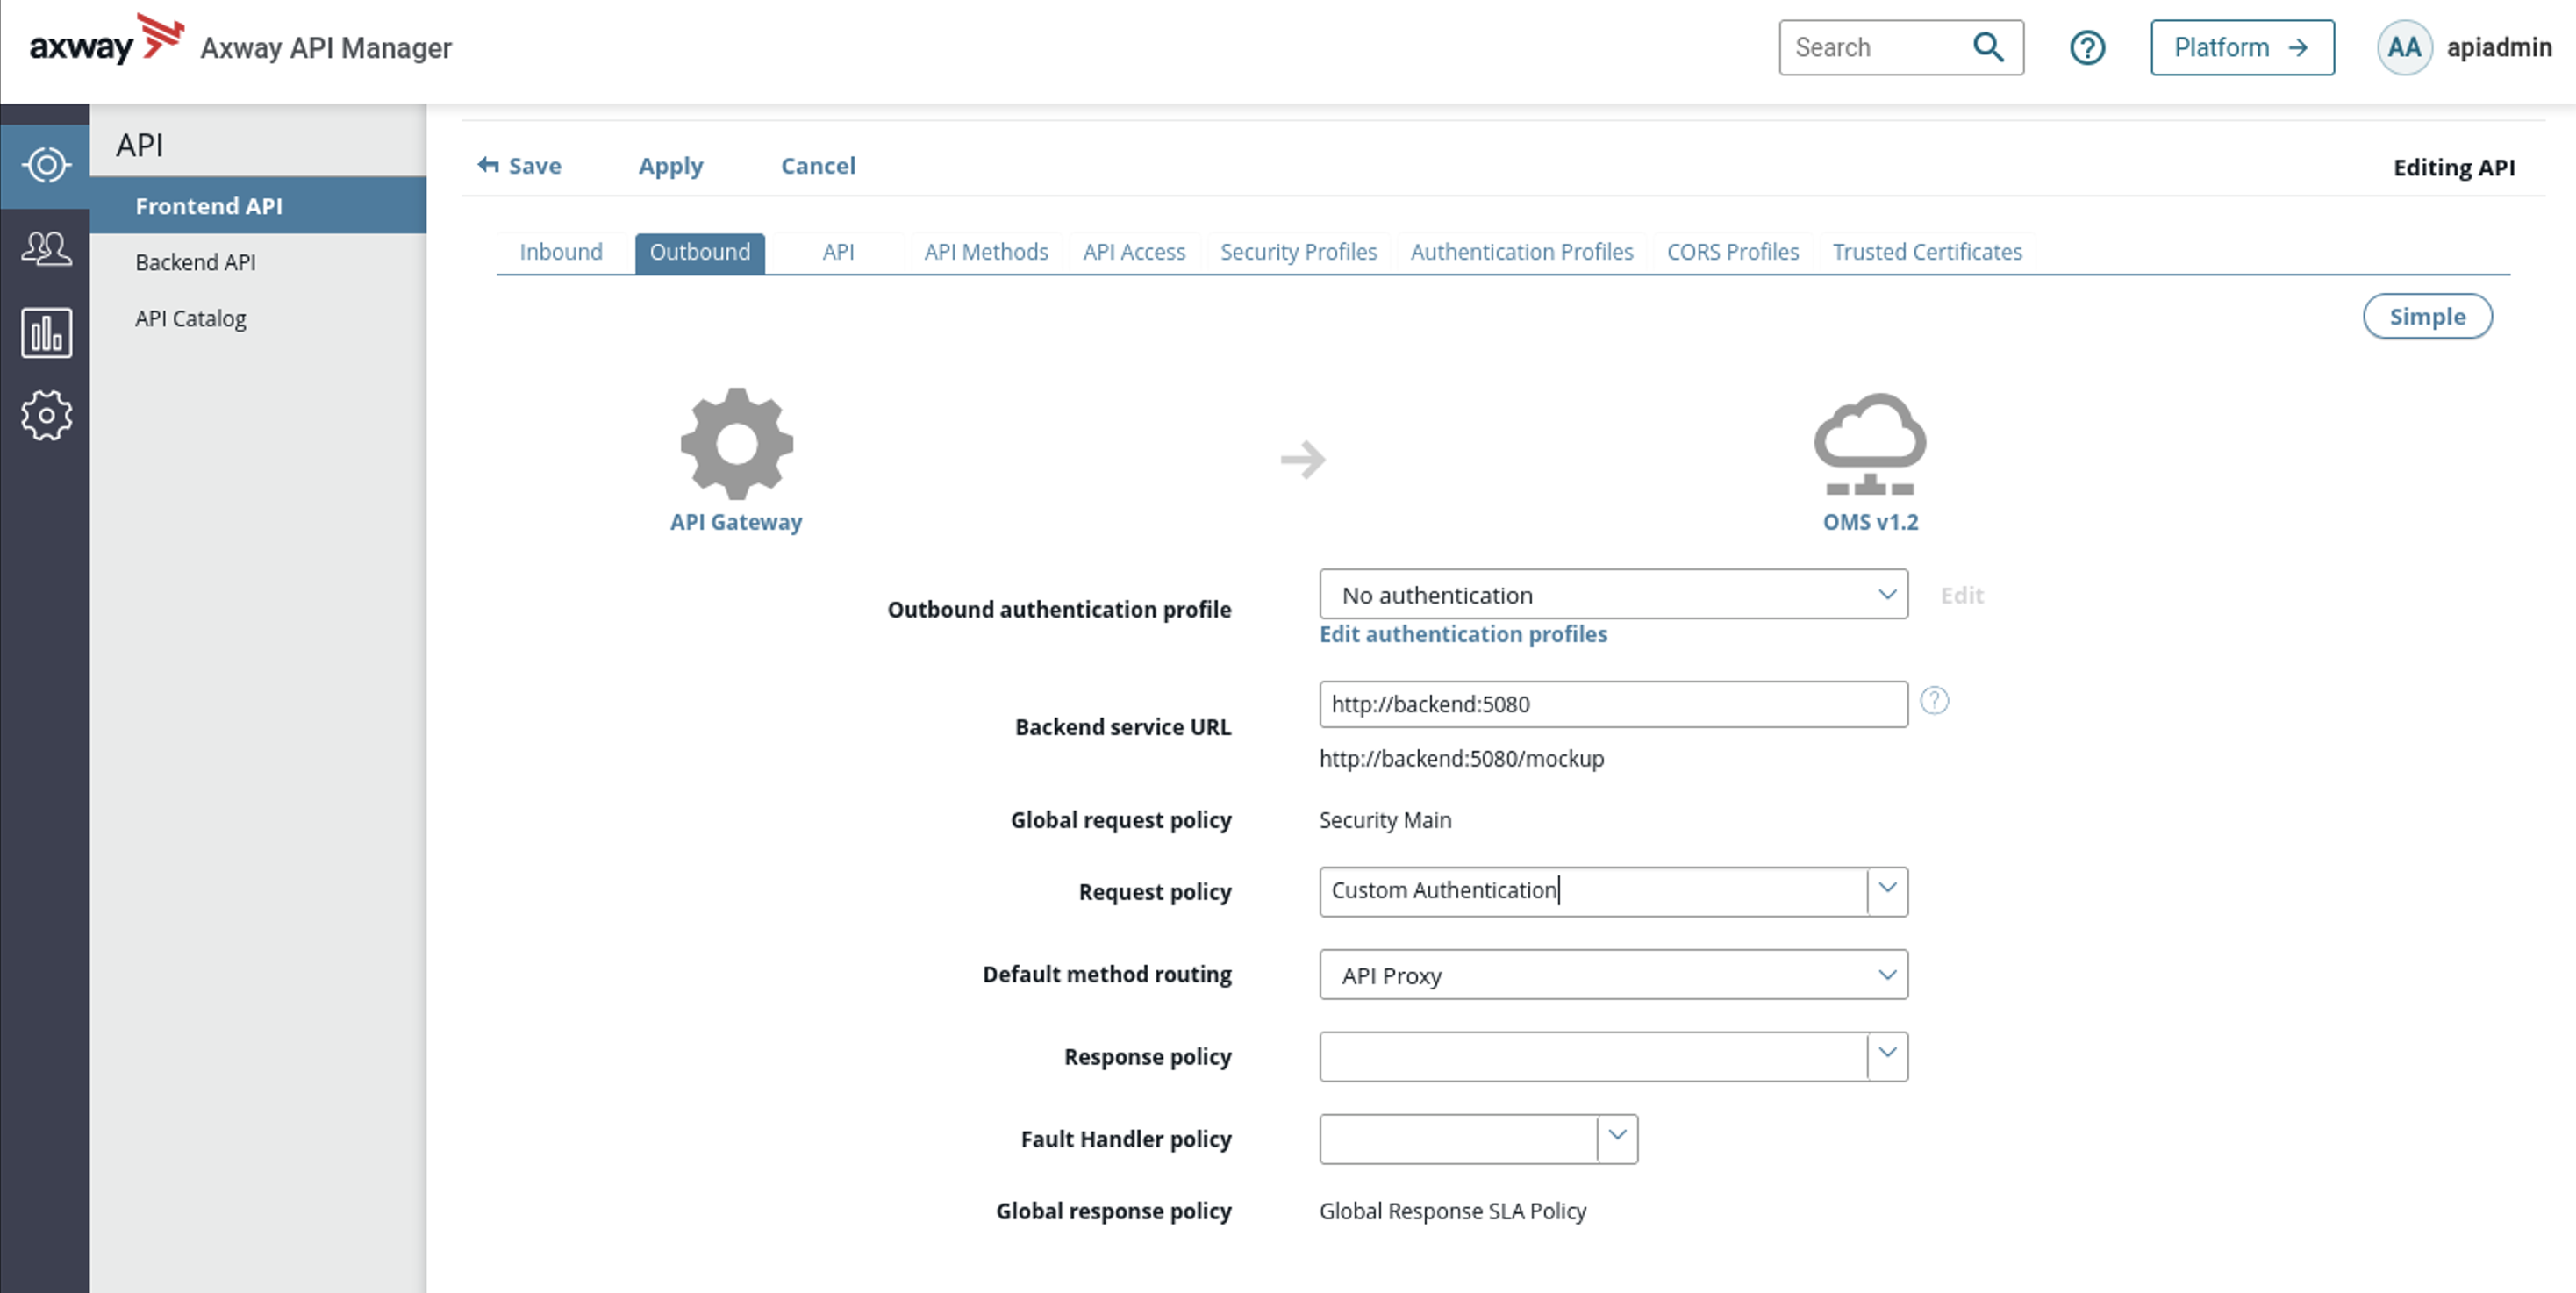 axway Axway API Manager
Search
Platform →
AA apiadmin
API
Frontend API
Backend API
API Catalog
Save Apply Cancel Editing API
Inbound Outbound API API Methods API Access Security Profiles Authentication Profiles CORS Profiles Trusted Certificates
Simple
API Gateway
OMS v1.2
Outbound authentication profile No authentication Edit
Edit authentication profiles
Backend service URL http://backend:5080 ?
http://backend:5080/mockup
Global request policy Security Main
Request policy Custom Authentication
Default method routing API Proxy
Response policy
Fault Handler policy
Global response policy Global Response SLA Policy